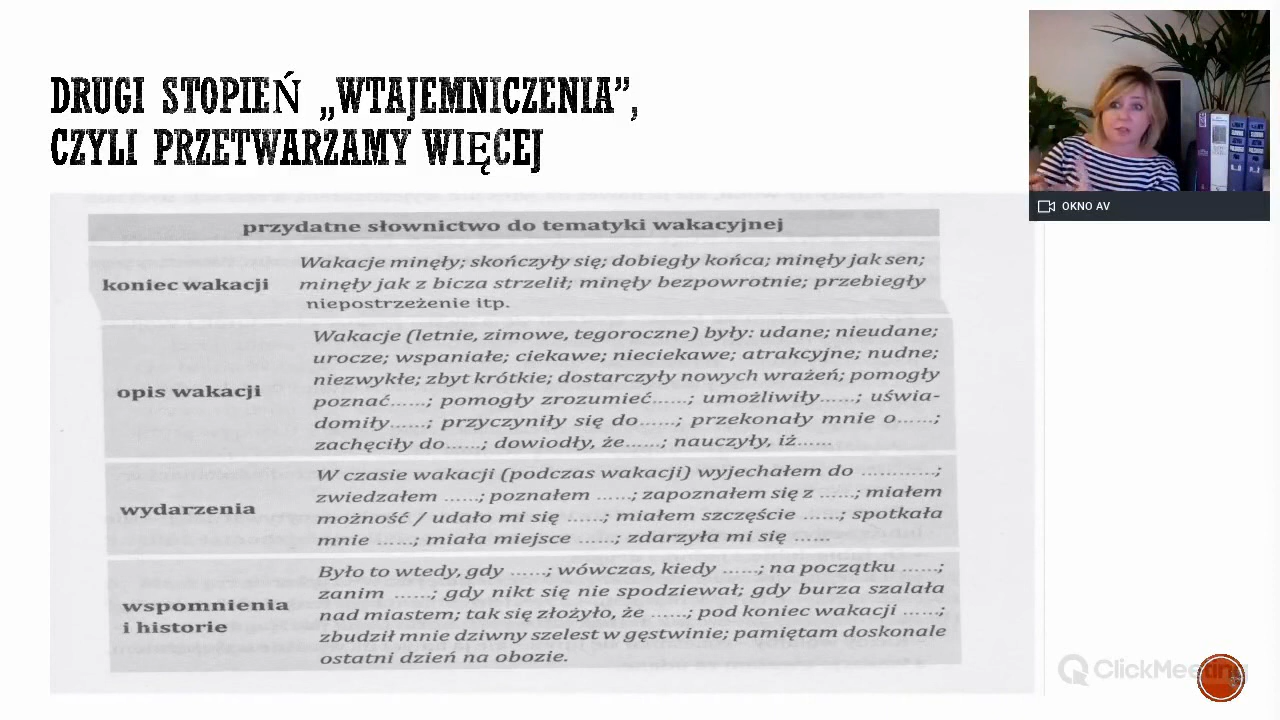 DRUGI STOPIEŃ „WTAJEMNICZENIA”,
CZYLI PRZETWARZAMY WIĘCEJ
OKNO AV
przydatne słownictwo do tematyki wakacyjnej
koniec wakacji
Wakacje minęły; skończyły się; dobiegły końca; minęły jak sen;
minęły jak z bicza strzelił; minęły bezpowrotnie; przebiegły
niepostrzeżenie itp.
opis wakacji
Wakacje (letnie, zimowe, tegoroczne) były: udane; nieudane;
urocze; wspaniałe; ciekawe; nieciekawe; atrakcyjne; nudne;
niezwykłe; zbyt krótkie; dostarczyły nowych wrażeń; pomogły
poznać......; pomogły zrozumieć......; umożliwiły......; uświa-
domiły......; przyczyniły się do......; przekonały mnie o......;
zachęciły do......; dowiodły, że......; nauczyły, iż......
wydarzenia
W czasie wakacji (podczas wakacji) wyjechałem do ............;
zwiedzałem ......; poznałem ......; zapoznałem się z ......; miałem
możność / udało mi się ......; miałem szczęście ......; spotkała
mnie ......; miała miejsce ......; zdarzyła mi się ......
wspomnienia
i historie
Było to wtedy, gdy ......; wówczas, kiedy ......; na początku ......;
zanim ......; gdy nikt się nie spodziewał; gdy burza szalała
nad miastem; tak się złożyło, że ......; pod koniec wakacji ......;
zbudził mnie dziwny szelest w gęstwinie; pamiętam doskonale
ostatni dzień na obozie.
ClickMeeting